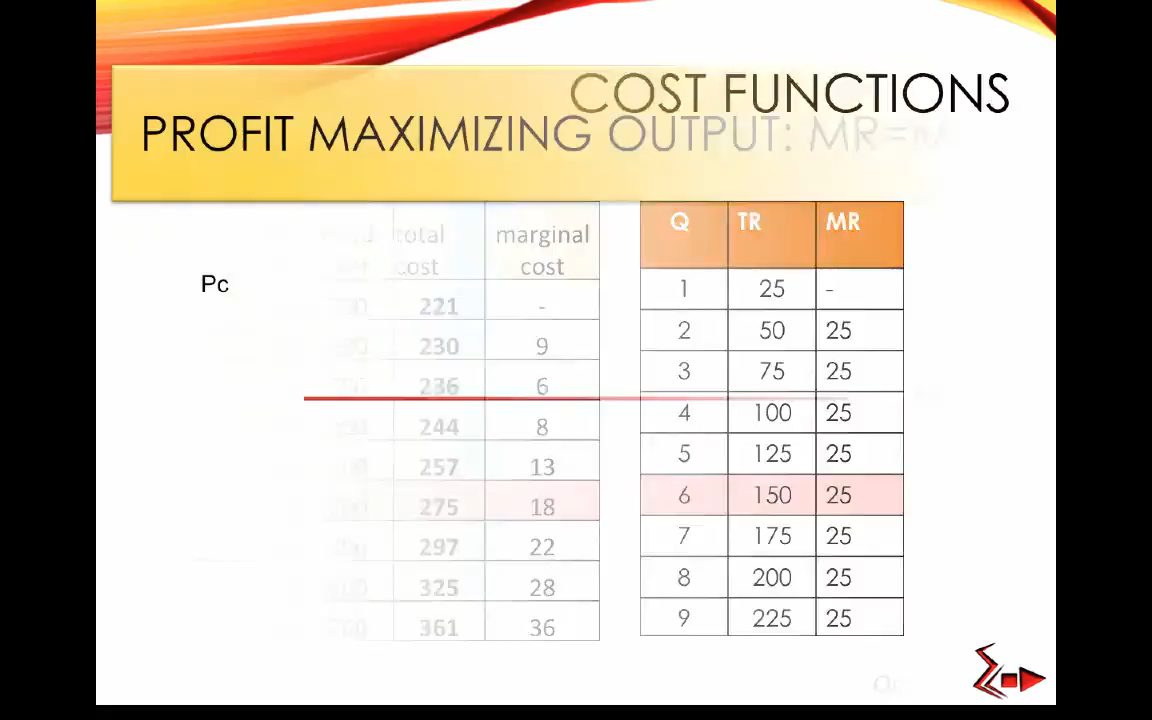 COST FUNCTIONS
PROFIT MAXIMIZING OUTPUT: MR=M
total marginal
cost cost
221 -
230 9
236 6
244 8
257 13
275 18
297 22
325 28
361 36
Pc
Q TR MR
1 25 -
2 50 25
3 75 25
4 100 25
5 125 25
6 150 25
7 175 25
8 200 25
9 225 25